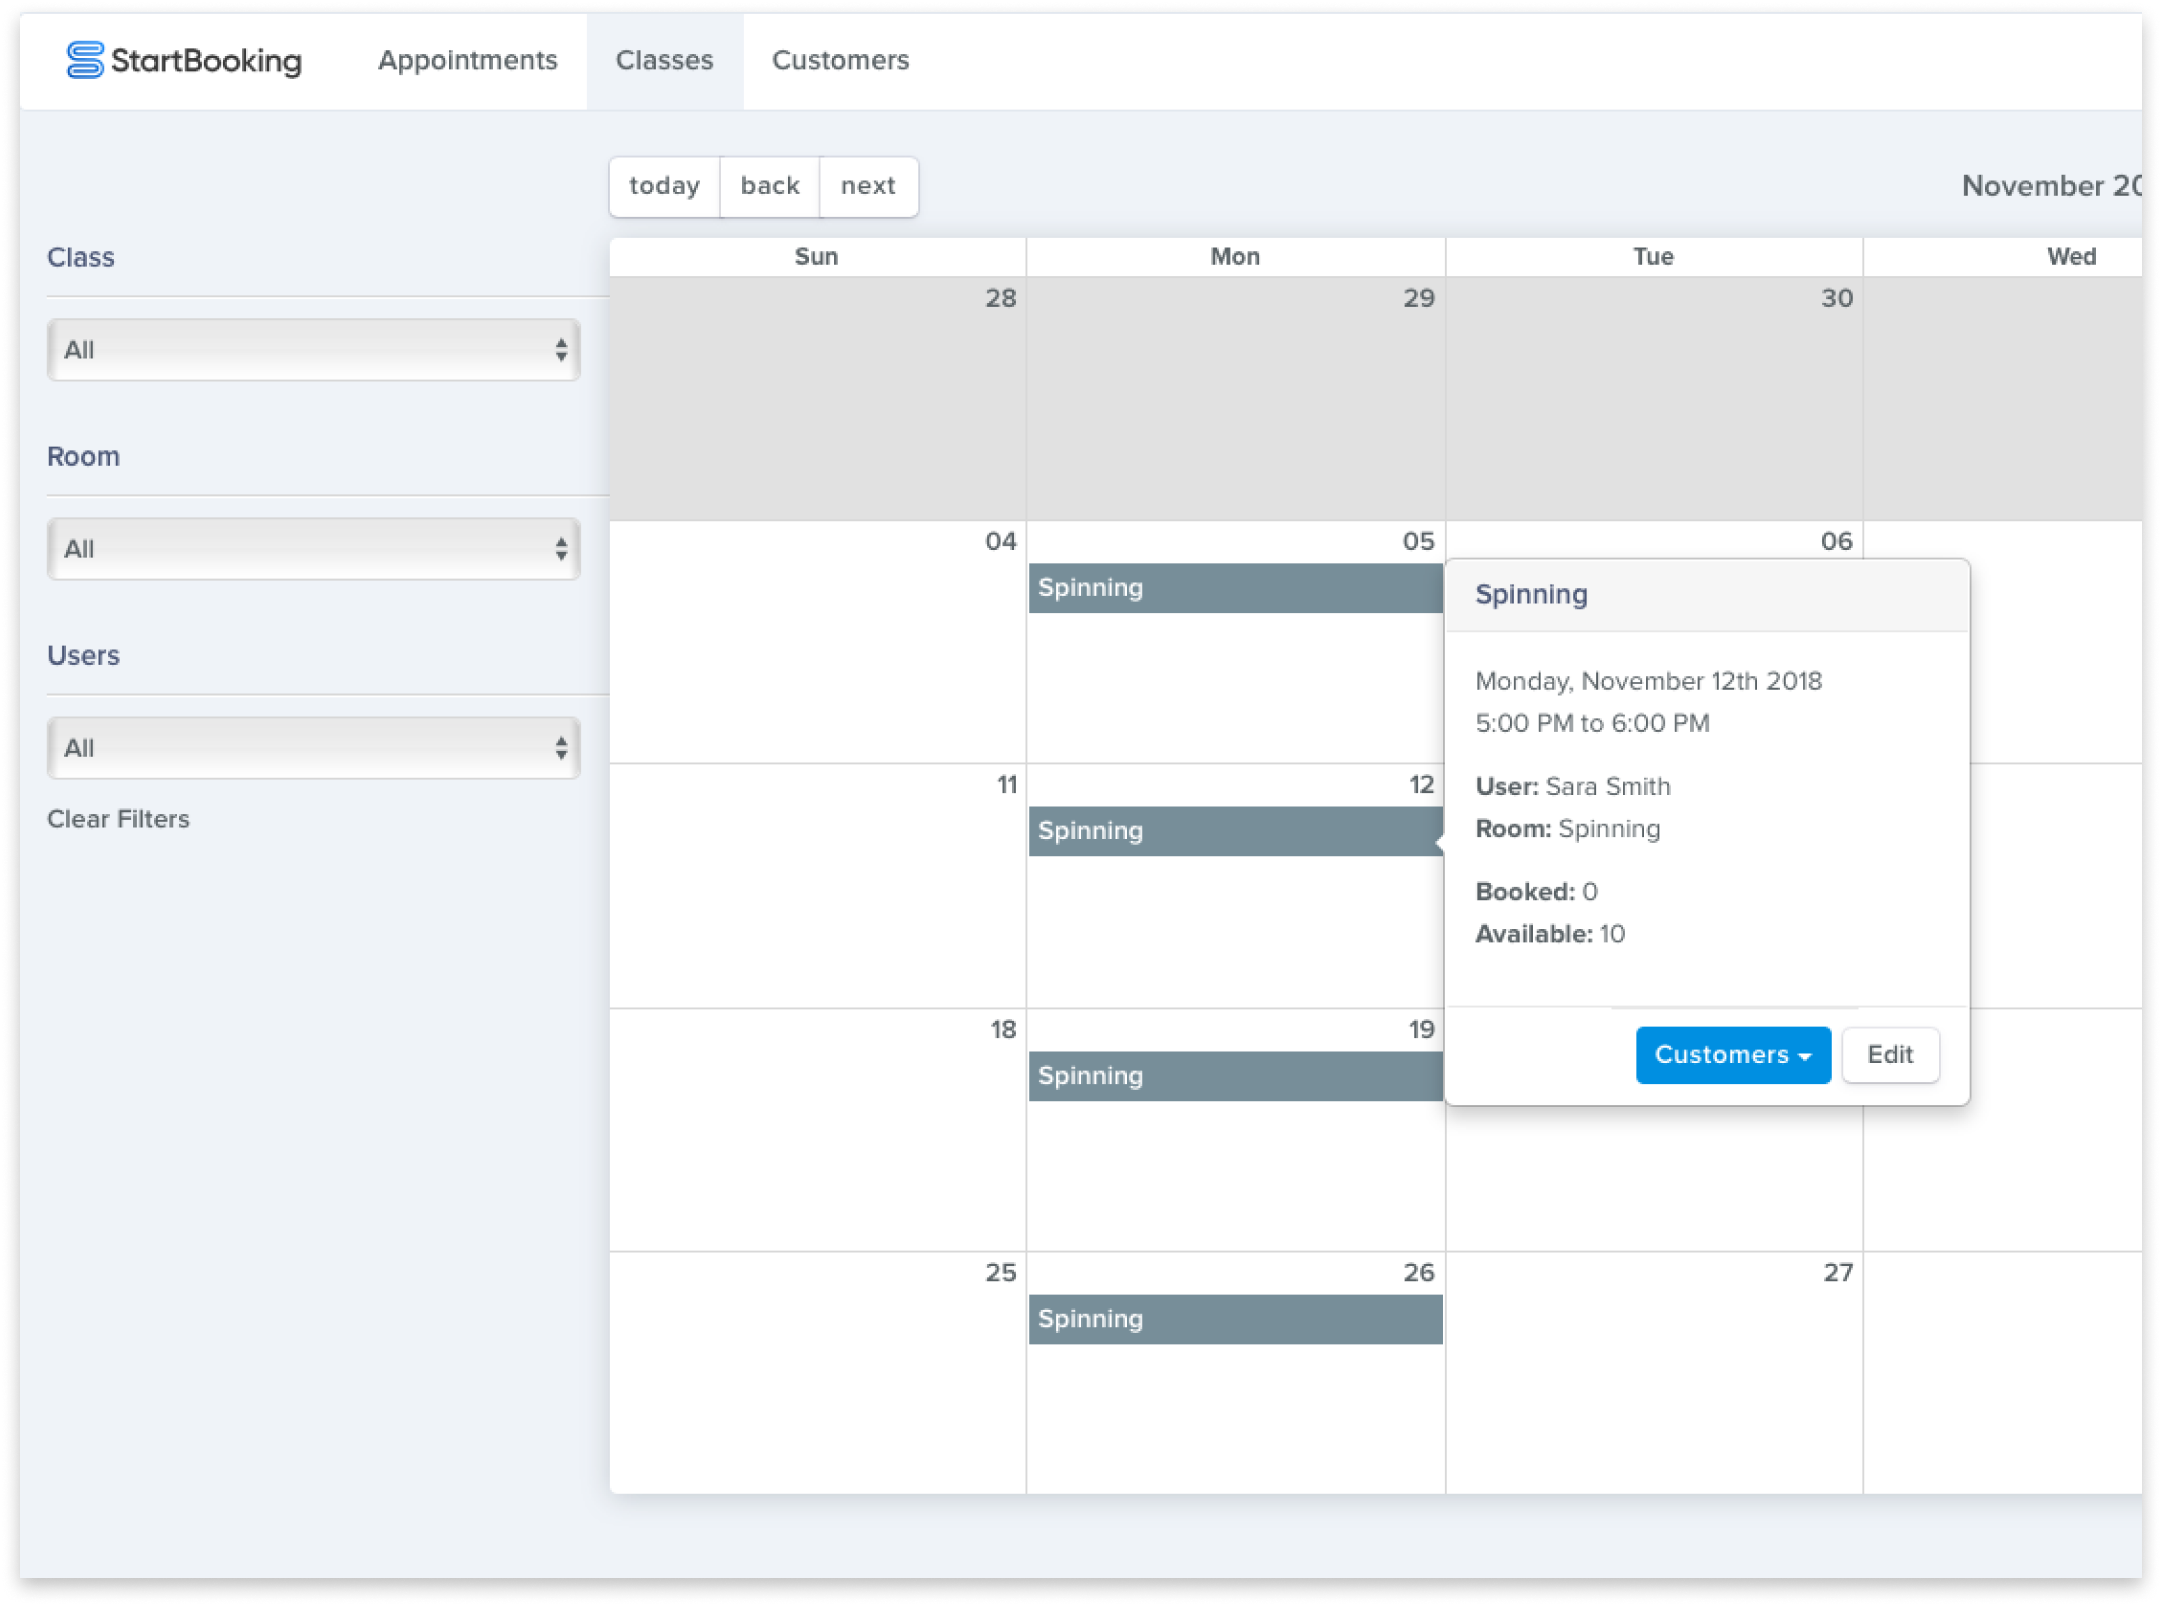 StartBooking Appointments Classes Customers
today back next
November 20
Class
All
Room
All
Users
All
Clear Filters
Sun Mon Tue Wed
28 29 30
04 05 06
Spinning
11 12
Spinning
18 19
Spinning
25 26 27
Spinning
Spinning
Monday, November 12th 2018
5:00 PM to 6:00 PM
User: Sara Smith
Room: Spinning
Booked: 0
Available: 10
Customers Edit